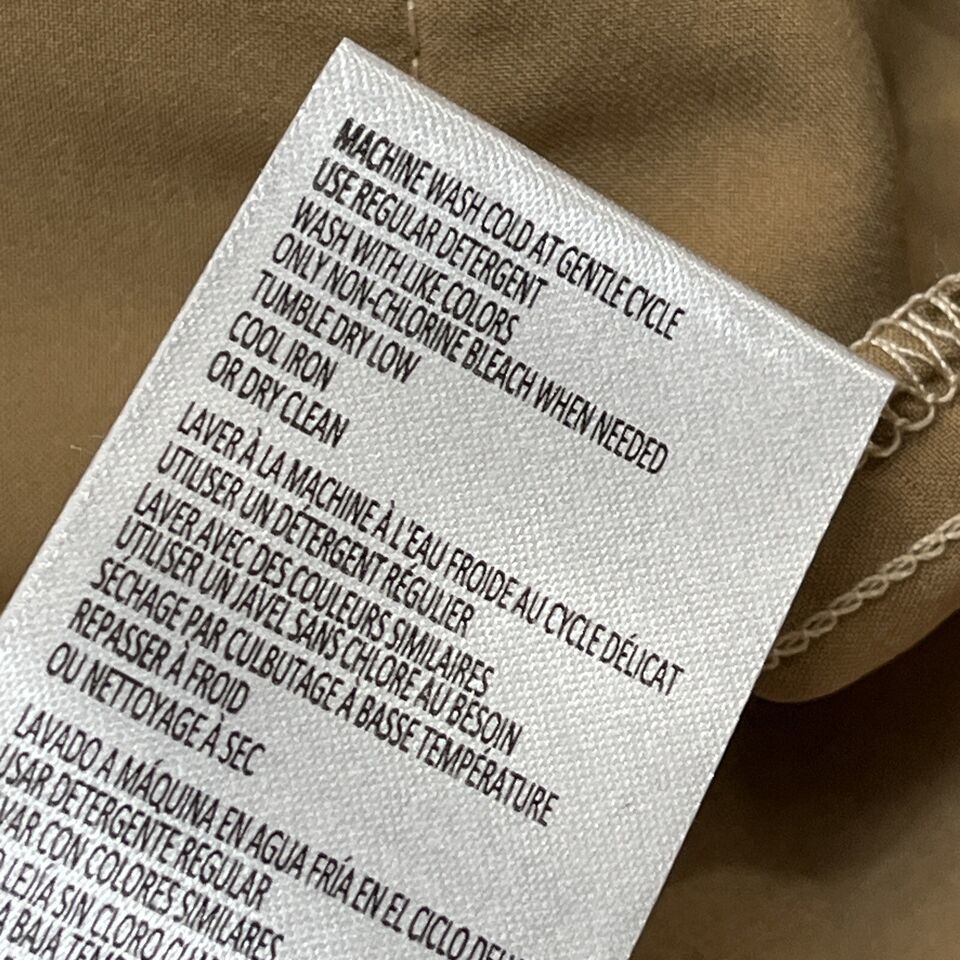 MACHINE WASH COLD AT GENTLE CYCLE
USE REGULAR DETERGENT
WASH WITH LIKE COLORS
ONLY NON-CHLORINE BLEACH WHEN NEEDED
TUMBLE DRY LOW
COOL IRON
OR DRY CLEAN
LAVER À LA MACHINE À L'EAU FROIDE AU CYCLE DÉLICAT
UTILISER UN DÉTERGENT RÉGULIER
LAVER AVEC DES COULEURS SIMILAIRES
UTILISER UN JAVEL SANS CHLORE AU BESOIN
SÉCHAGE PAR CULBUTAGE À BASSE TEMPÉRATURE
REPASSER À FROID
OU NETTOYAGE À SEC
LAVADO A MÁQUINA EN AGUA FRÍA EN EL CICLO
USAR DETERGENTE REGULAR
CON COLORES SIMILARES
LEJÍA SIN CLORO
A BAJA